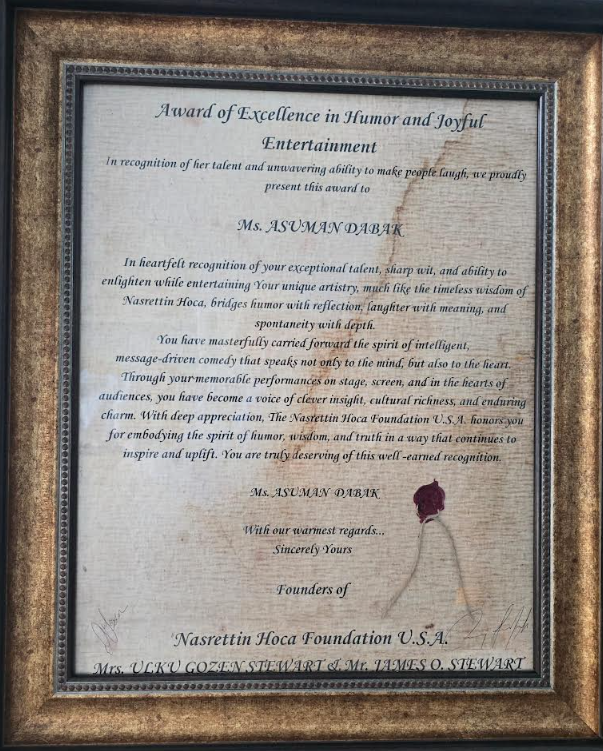 Award of Excellence in Humor and Joyful
Entertainment
In recognition of her talent and unwavering ability to make people laugh, we proudly
present this award to
Ms. ASUMAN DABAK
In heartfelt recognition of your exceptional talent, sharp wit, and ability to
enlighten while entertaining Your unique artistry, much like the timeless wisdom of
Nasrettin Hoca, bridges humor with reflection, laughter with meaning, and
spontaneity with depth.
You have masterfully carried forward the spirit of intelligent,
message-driven comedy that speaks not only to the mind, but also to the heart.
Through your memorable performances on stage, screen, and in the hearts of
audiences, you have become a voice of clever insight, cultural richness, and enduring
charm. With deep appreciation, The Nasrettin Hoca Foundation U.S.A. honors you
for embodying the spirit of humor, wisdom, and truth in a way that continues to
inspire and uplift. You are truly deserving of this well -earned recognition.
Ms. ASUMAN DABAK
With our warmest regards...
Sincerely Yours
Founders of
Nasrettin Hoca Foundation U.S.A.
Mrs. ULKU GOZEN STEWART & Mr. JAMES O. STEWART